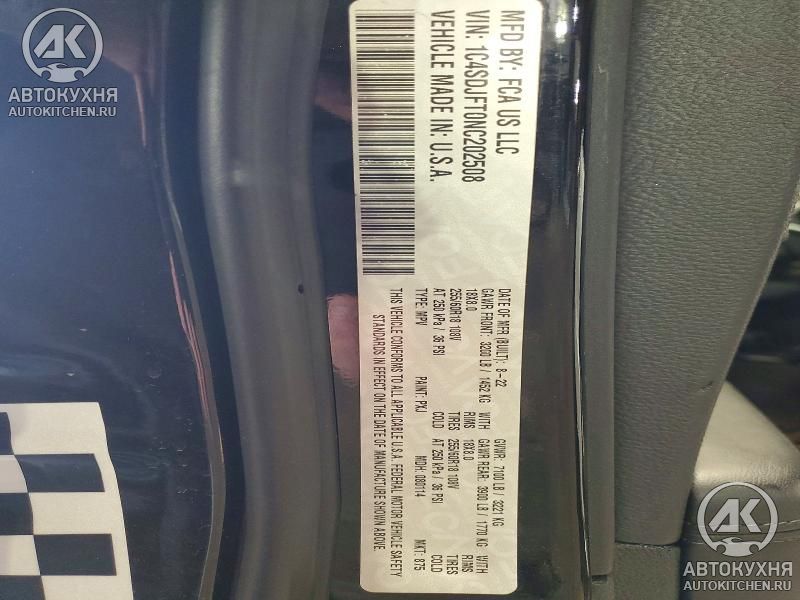 MFD BY: FCA US LLC
VIN: 1C4SDJFT0NC202508
VEHICLE MADE IN: U.S.A.
DATE OF MFR (BUILT): 8-22 GVWR: 7100 LB / 3221 KG
GAWR FRONT: 3200 LB / 1452 KG WITH GAWR REAR: 3900 LB / 1770 KG WITH
18X8.0 RIMS 18X8.0 RIMS
255/60R18 108V TIRES 255/60R18 108V TIRES
AT 250 kPa / 36 PSI COLD AT 250 kPa / 36 PSI COLD
TYPE: MPV PAINT: PXJ MDH: 080114 MKT: 875
THIS VEHICLE CONFORMS TO ALL APPLICABLE U.S.A. FEDERAL MOTOR VEHICLE SAFETY
STANDARDS IN EFFECT ON THE DATE OF MANUFACTURE SHOWN ABOVE.
AK
АВТОКУХНЯ
AUTOKITCHEN.RU
AK
АВТОКУХНЯ
AUTOKITCHEN.RU